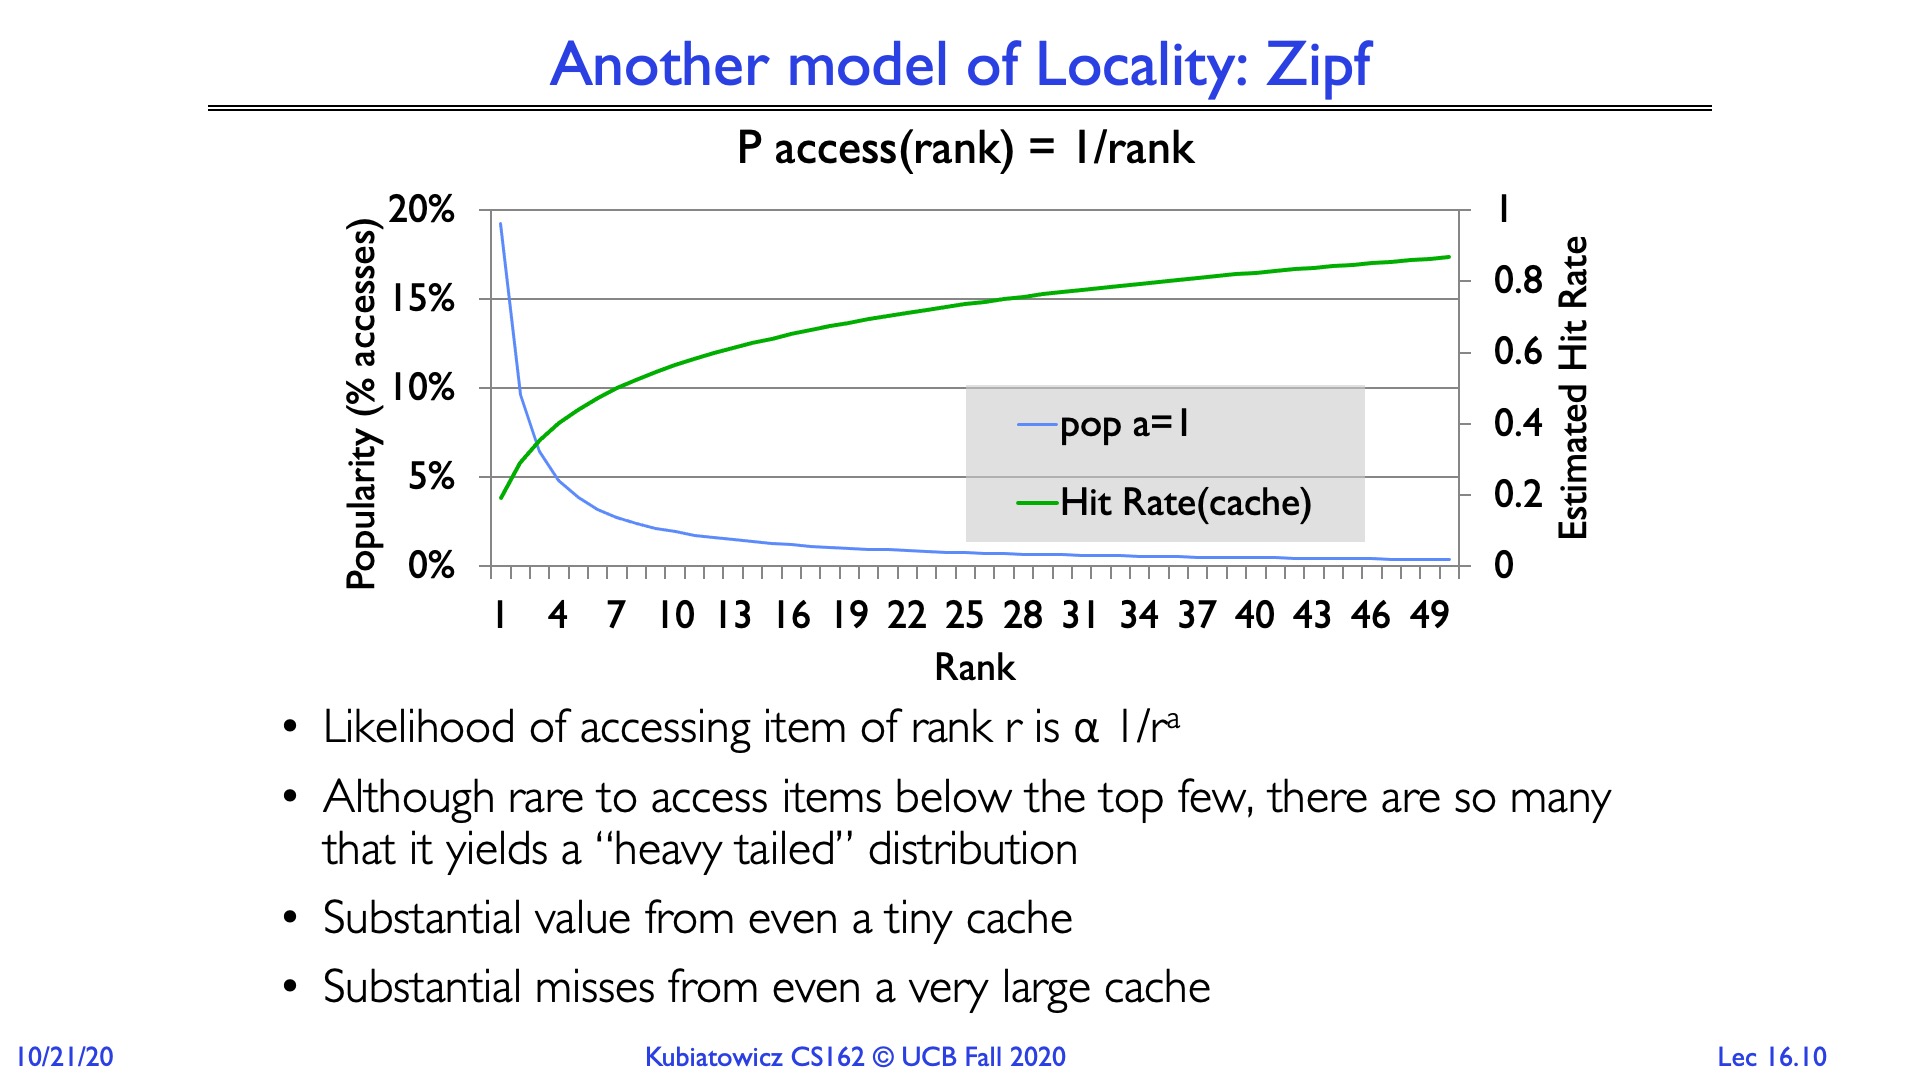 Another model of Locality: Zipf
P access(rank) = 1/rank
Popularity (% accesses)
20%
15%
10%
5%
0%
1
0.8
0.6
0.4
0.2
0
Estimated Hit Rate
pop a=1
Hit Rate(cache)
1 4 7 10 13 16 19 22 25 28 31 34 37 40 43 46 49
Rank
• Likelihood of accessing item of rank r is α 1/rᵃ
• Although rare to access items below the top few, there are so many
that it yields a “heavy tailed” distribution
• Substantial value from even a tiny cache
• Substantial misses from even a very large cache
10/21/20
Kubiatowicz CS162 © UCB Fall 2020
Lec 16.10